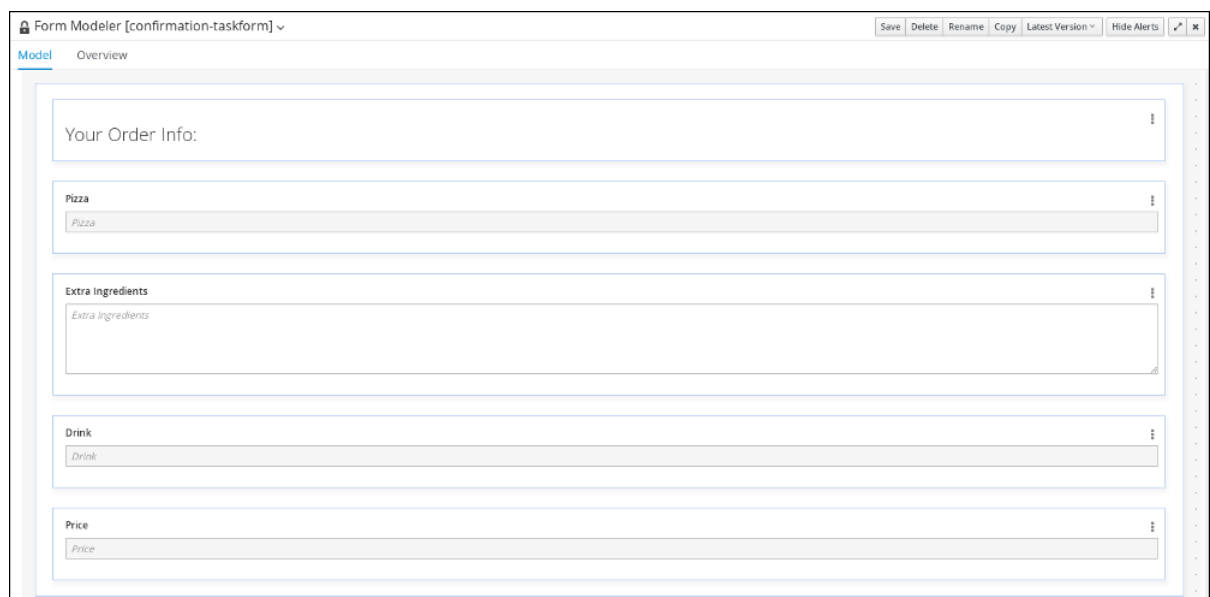 Form Modeler [confirmation-taskform]
Save Delete Rename Copy Latest Version Hide Alerts
Model Overview
Your Order Info:
Pizza
Pizza
Extra Ingredients
Extra Ingredients
Drink
Drink
Price
Price